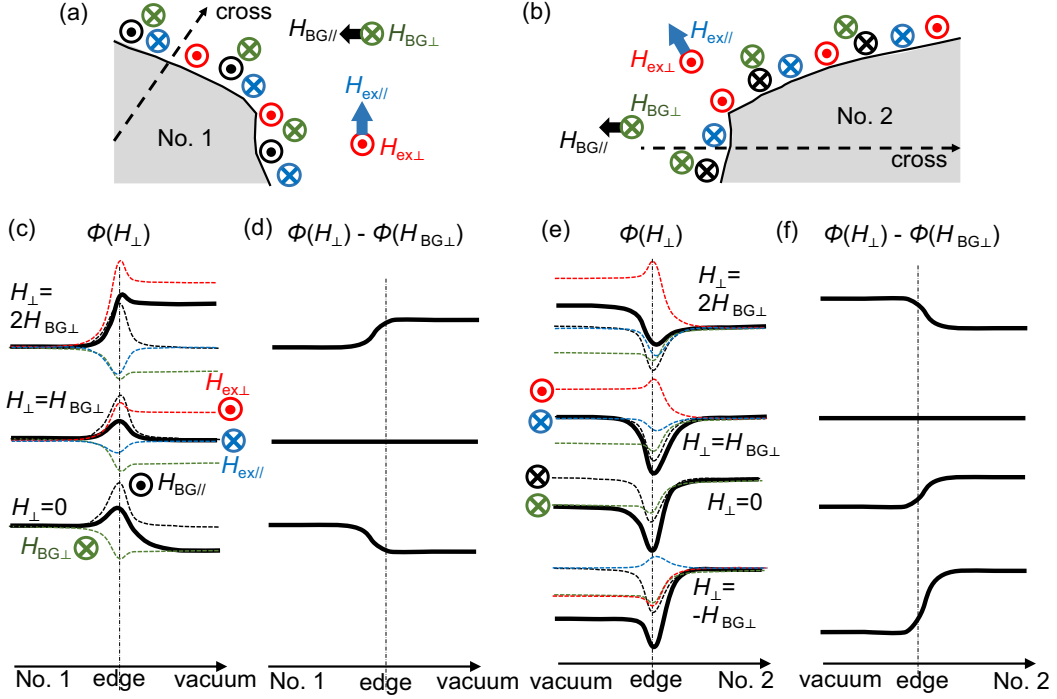 (a)
cross
H_BG//
H_BG⊥
H_ex//
H_ex⊥
No. 1
(b)
H_ex//
H_ex⊥
H_BG⊥
H_BG//
No. 2
cross
(c)
Φ(H⊥)
H⊥=
2H_BG⊥
H⊥=H_BG⊥
H_ex⊥
H_ex//
H_BG//
H⊥=0
H_BG⊥
No. 1
edge
vacuum
(d)
Φ(H⊥) - Φ(H_BG⊥)
No. 1
edge
vacuum
(e)
Φ(H⊥)
H⊥=
2H_BG⊥
H⊥=H_BG⊥
H⊥=0
H⊥=
-H_BG⊥
vacuum
edge
No. 2
(f)
Φ(H⊥) - Φ(H_BG⊥)
vacuum
edge
No. 2